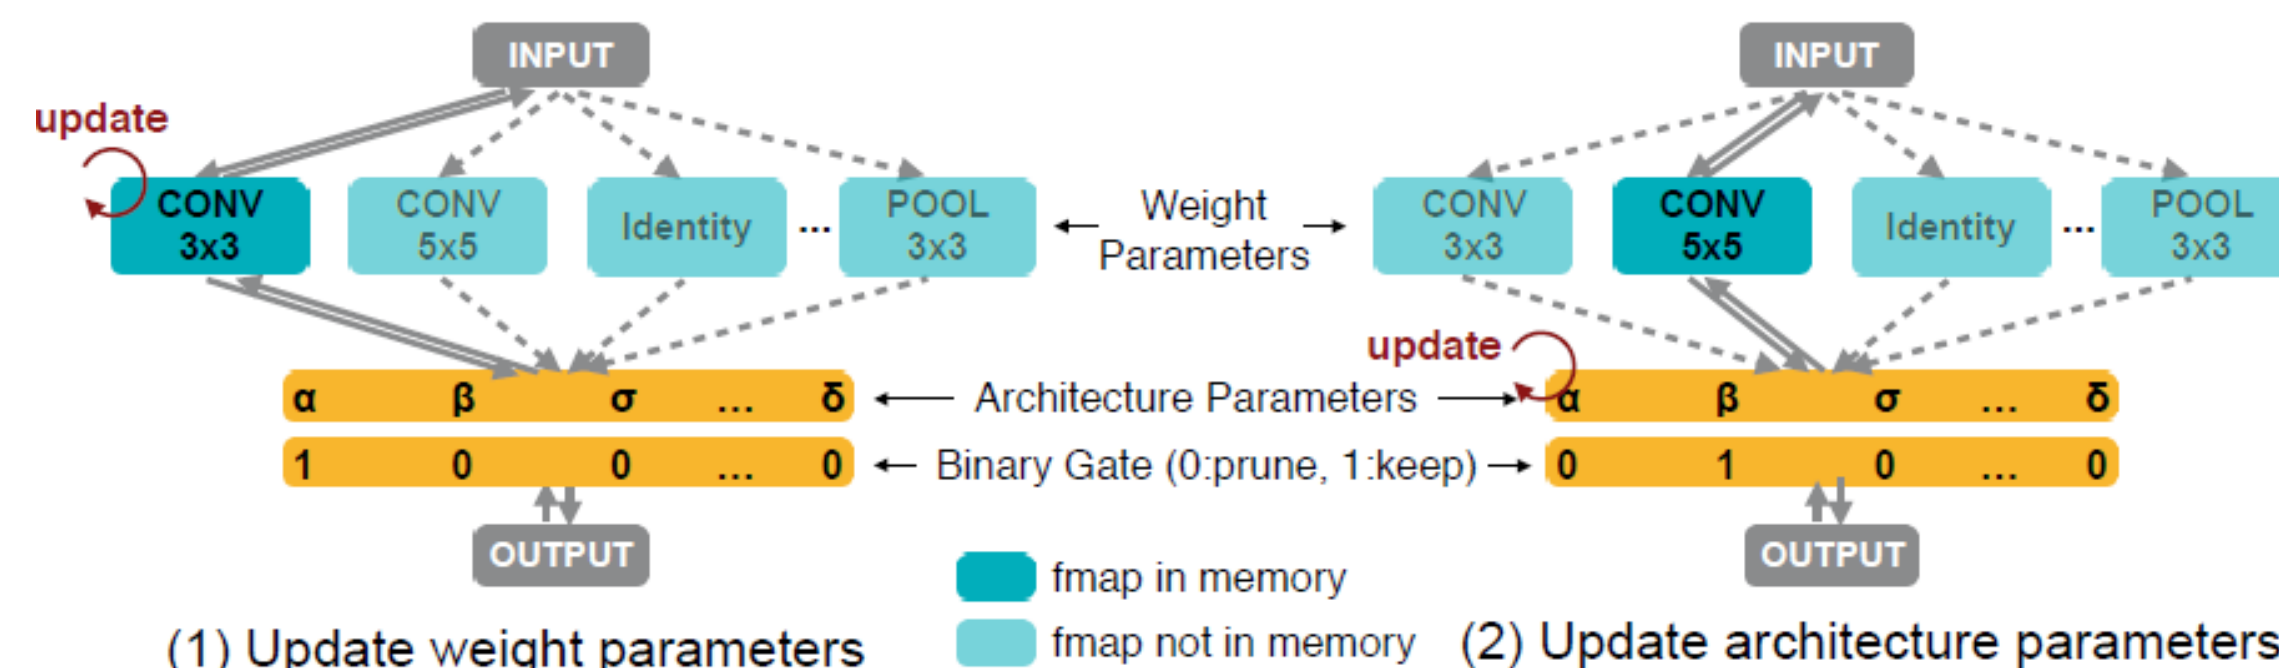 INPUT
update
CONV
3x3
CONV
5x5
Identity
...
POOL
3x3
α β σ ... δ
1 0 0 ... 0
OUTPUT
(1) Update weight parameters
Weight
Parameters
Architecture Parameters
Binary Gate (0:prune, 1:keep)
fmap in memory
fmap not in memory
INPUT
CONV
3x3
CONV
5x5
Identity
...
POOL
3x3
update
α β σ ... δ
0 1 0 ... 0
OUTPUT
(2) Update architecture parameters